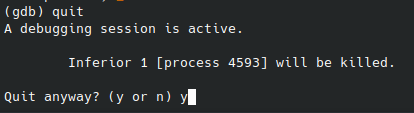 (gdb) quit
A debugging session is active.
Inferior 1 [process 4593] will be killed.
Quit anyway? (y or n) y